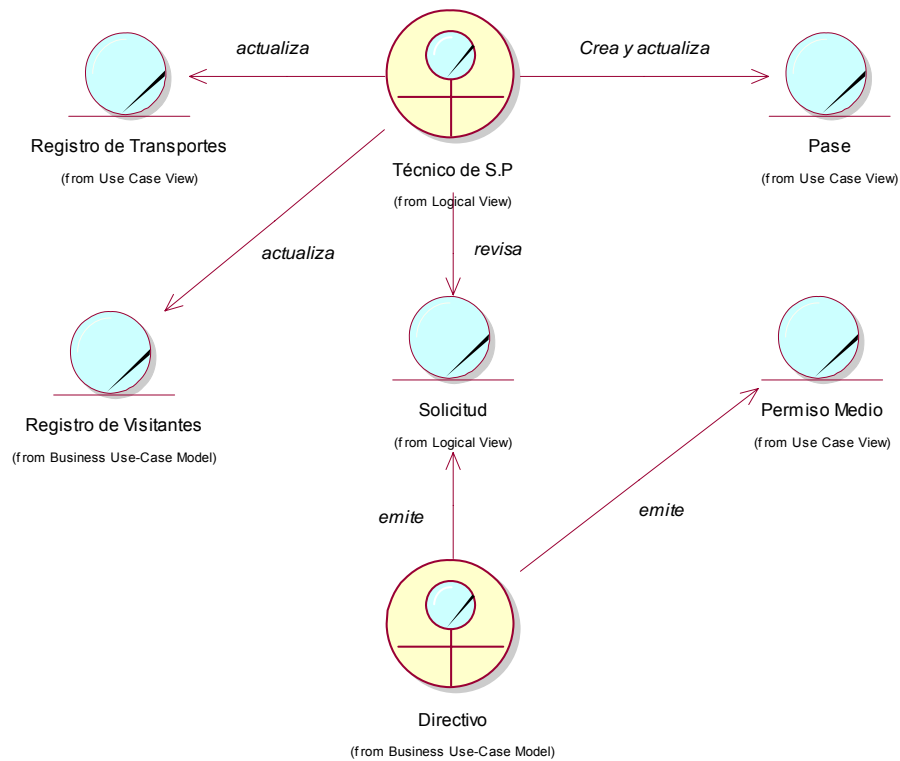 actualiza
Crea y actualiza
Registro de Transportes
(from Use Case View)
Técnico de S.P
(from Logical View)
Pase
(from Use Case View)
actualiza
revisa
Registro de Visitantes
(from Business Use-Case Model)
Solicitud
(from Logical View)
Permiso Medio
(from Use Case View)
emite
emite
Directivo
(from Business Use-Case Model)